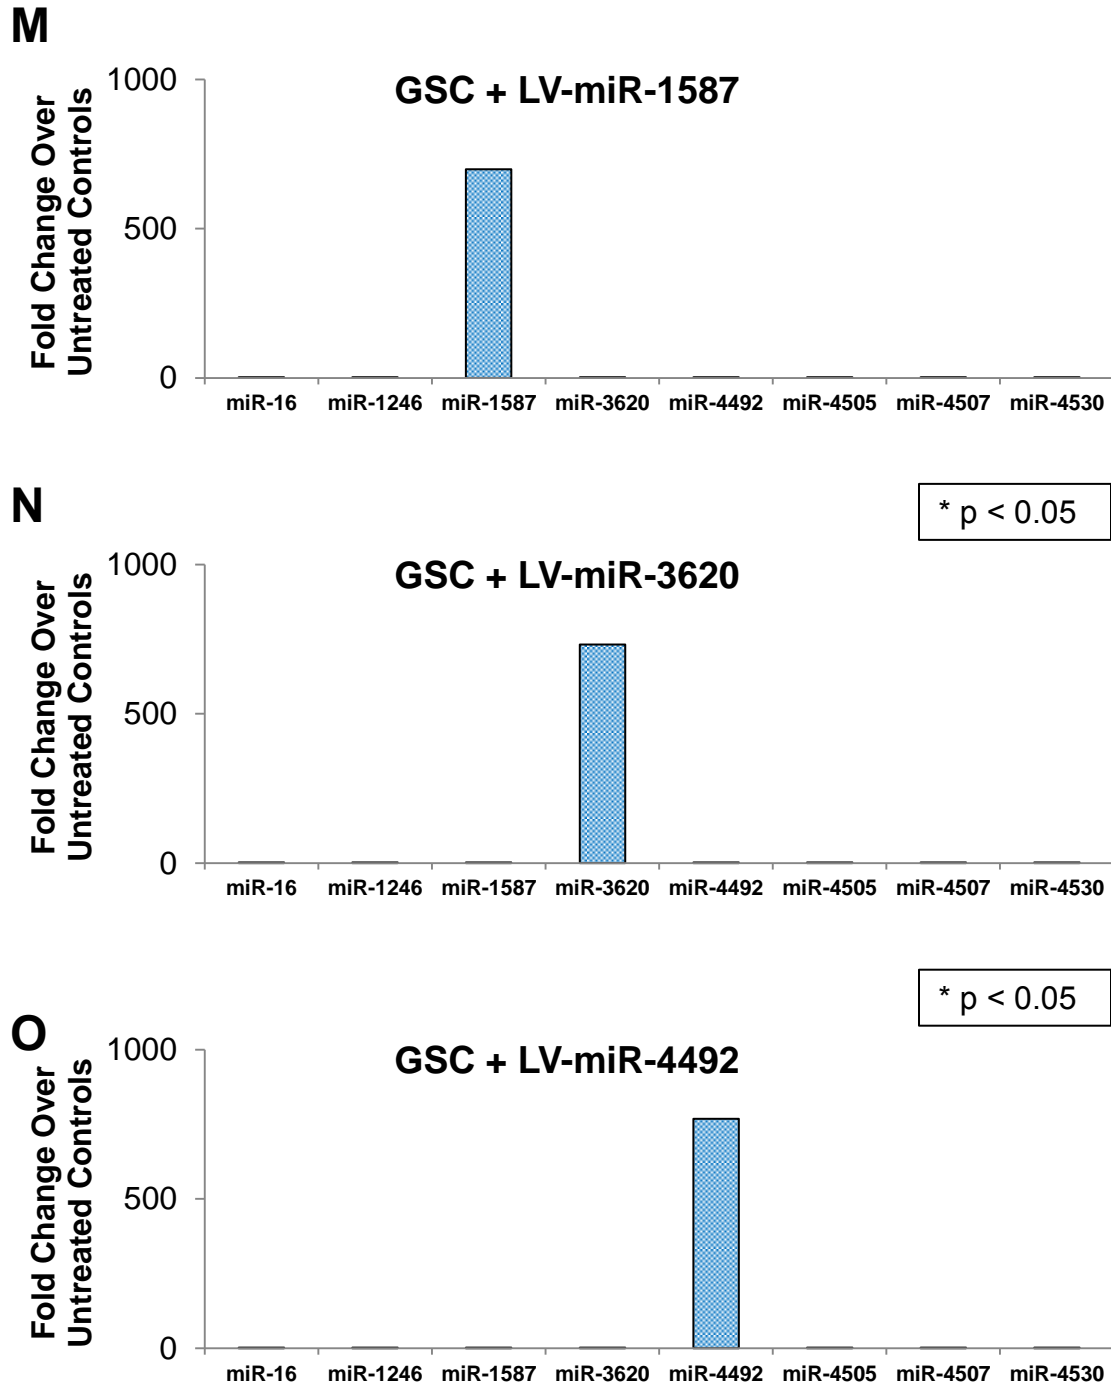 M
GSC + LV-miR-1587
Fold Change Over
Untreated Controls
1000
500
0
miR-16 miR-1246 miR-1587 miR-3620 miR-4492 miR-4505 miR-4507 miR-4530
N
* p < 0.05
GSC + LV-miR-3620
Fold Change Over
Untreated Controls
1000
500
0
miR-16 miR-1246 miR-1587 miR-3620 miR-4492 miR-4505 miR-4507 miR-4530
* p < 0.05
O
GSC + LV-miR-4492
Fold Change Over
Untreated Controls
1000
500
0
miR-16 miR-1246 miR-1587 miR-3620 miR-4492 miR-4505 miR-4507 miR-4530